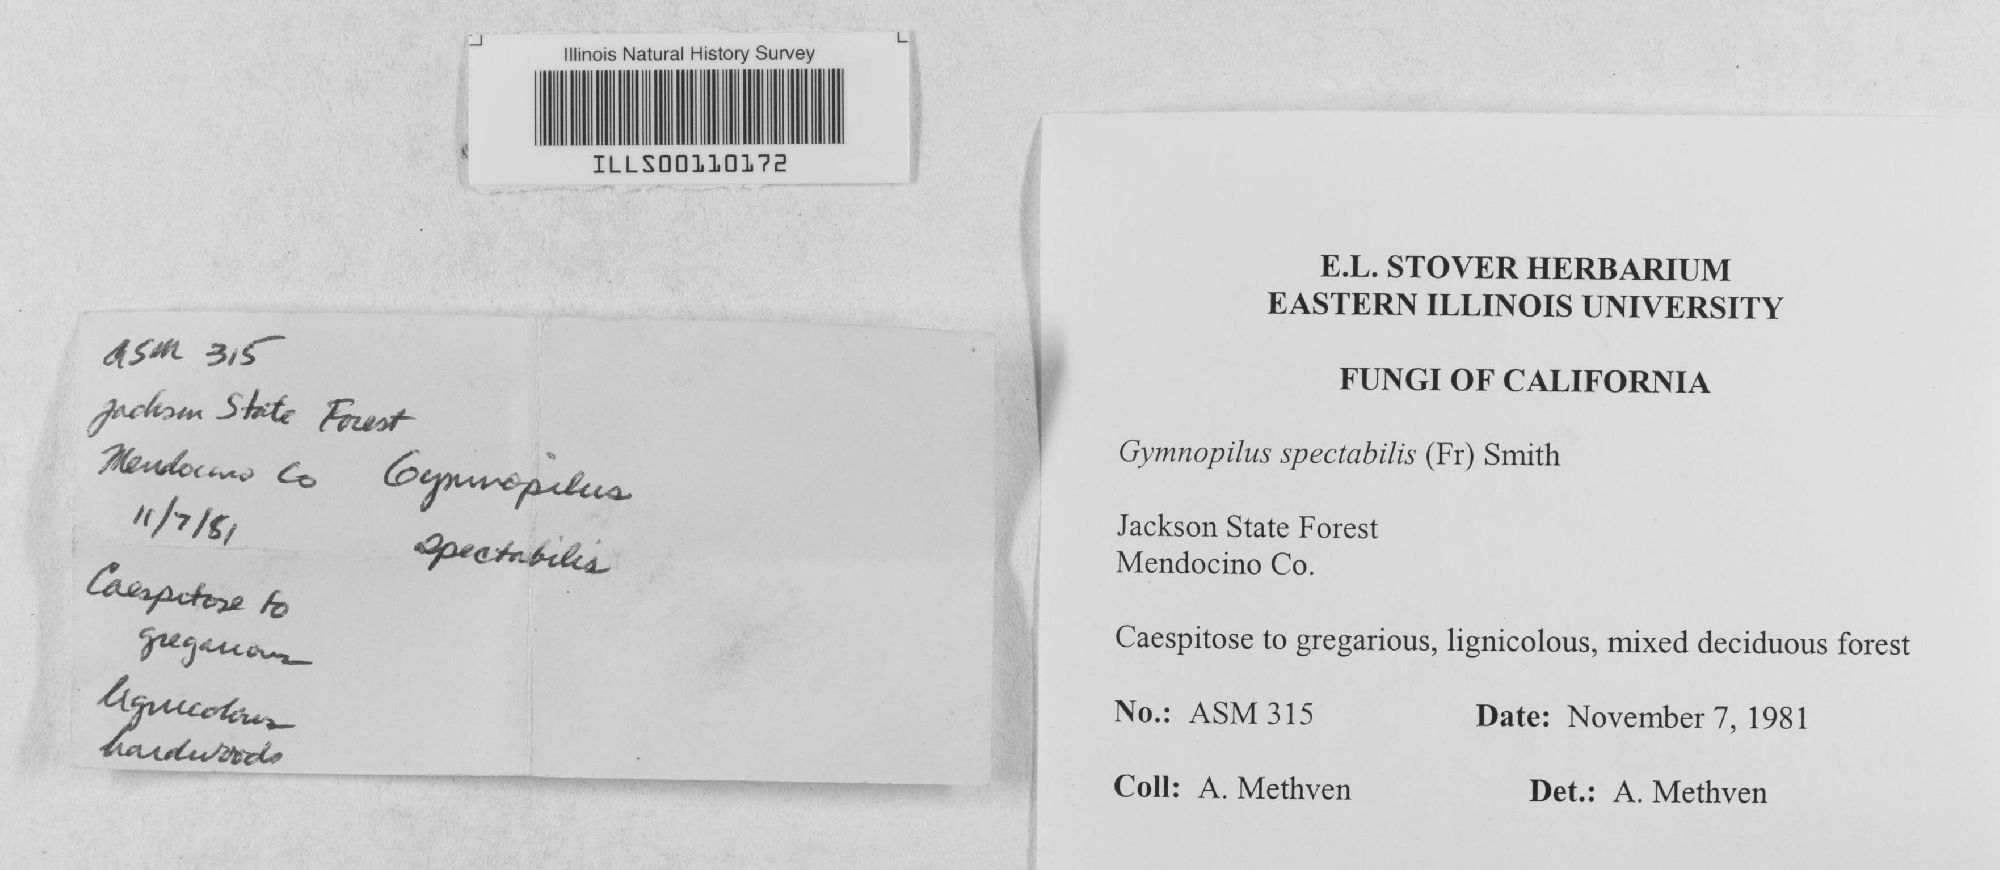 Illinois Natural History Survey
ILLS00110172
ASM 315
Jackson State Forest
Mendocino Co
11/7/81
Gymnopilus
spectabilis
Caespitose to
gregarious
lignicolous
hardwoods
E.L. STOVER HERBARIUM
EASTERN ILLINOIS UNIVERSITY
FUNGI OF CALIFORNIA
Gymnopilus spectabilis (Fr) Smith
Jackson State Forest
Mendocino Co.
Caespitose to gregarious, lignicolous, mixed deciduous forest
No.: ASM 315 Date: November 7, 1981
Coll: A. Methven Det.: A. Methven